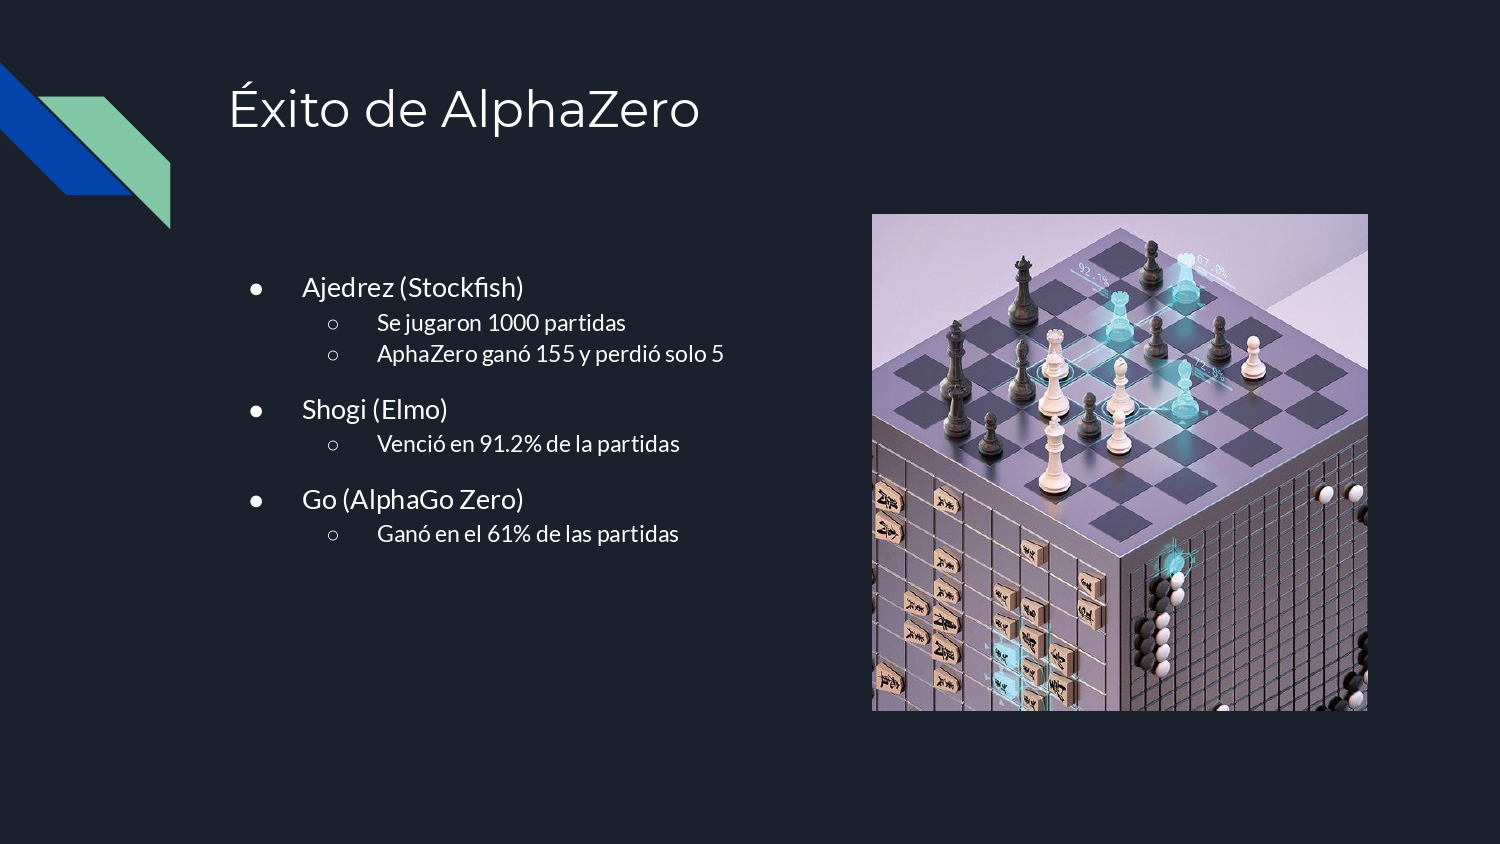 Éxito de AlphaZero
● Ajedrez (Stockfish)
○ Se jugaron 1000 partidas
○ AphaZero ganó 155 y perdió solo 5
● Shogi (Elmo)
○ Venció en 91.2% de la partidas
● Go (AlphaGo Zero)
○ Ganó en el 61% de las partidas